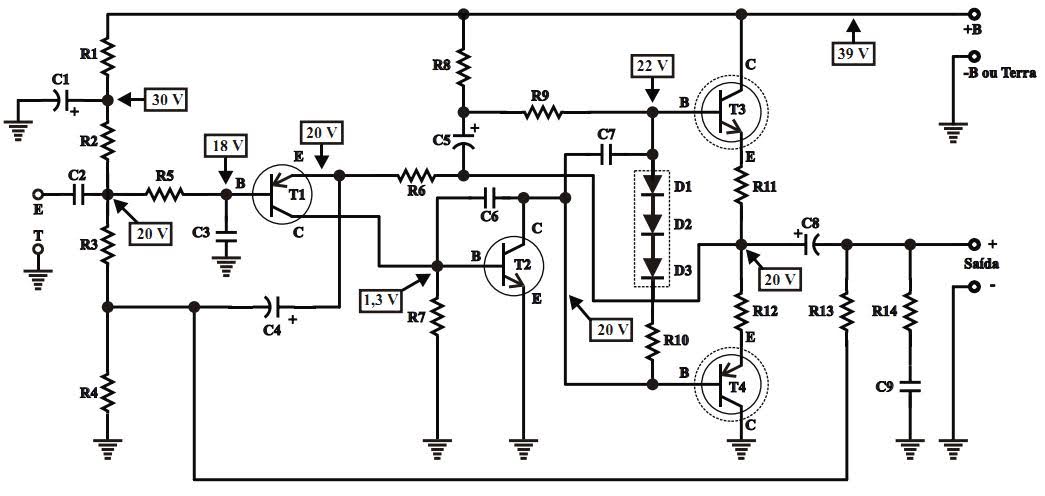 +B
39 V
-B ou Terra
R1
C1
+
30 V
R2
R8
22 V
C
B
T3
E
R9
C5
+
C7
18 V
20 V
E
B
T1
C
C2
R5
R6
E
T
20 V
R3
C3
C6
C
B
T2
E
D1
D2
D3
R11
C8
+
+
Saída
-
20 V
1,3 V
R7
C4
+
20 V
R10
R12
E
R13
R14
B
T4
C
C9
R4